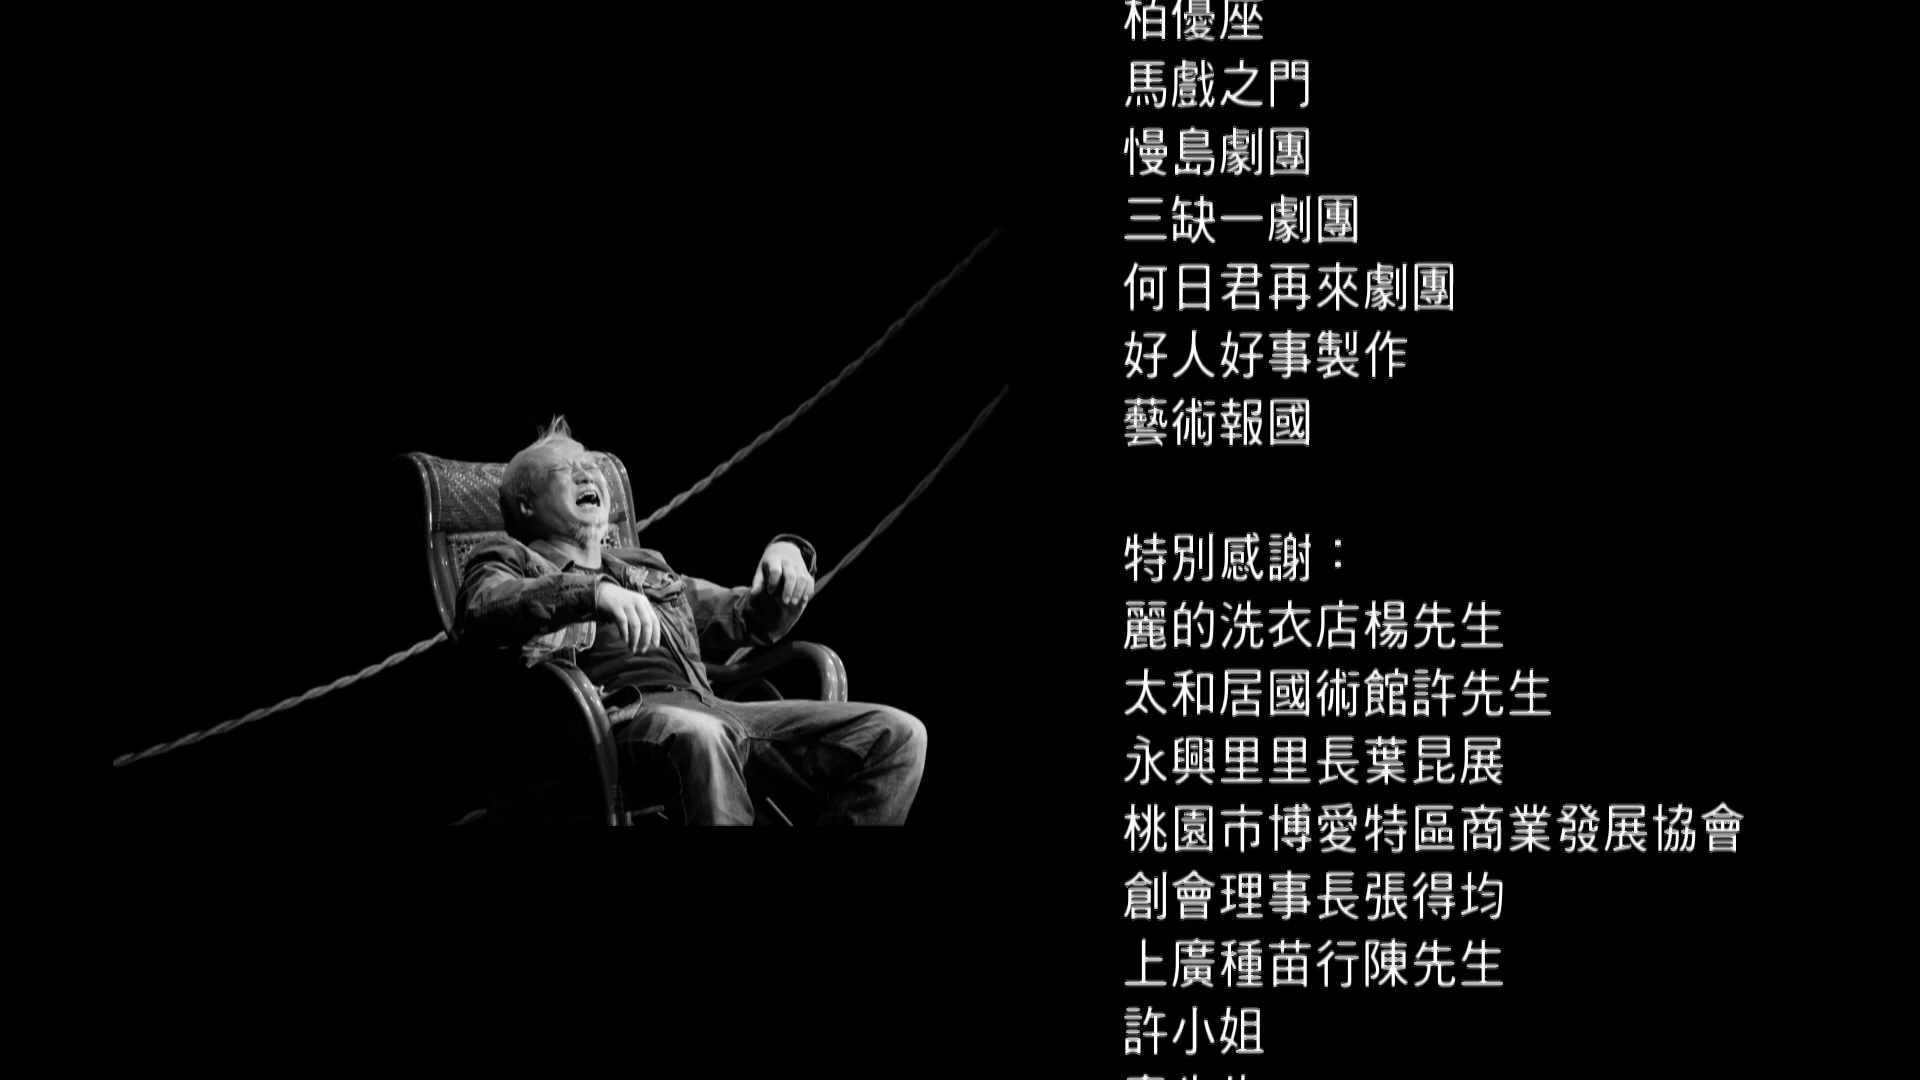 栢優座
馬戲之門
慢島劇團
三缺一劇團
何日君再來劇團
好人好事製作
藝術報國
特別感謝：
麗的洗衣店楊先生
太和居國術館許先生
永興里里長葉昆展
桃園市博愛特區商業發展協會
創會理事長張得均
上廣種苗行陳先生
許小姐